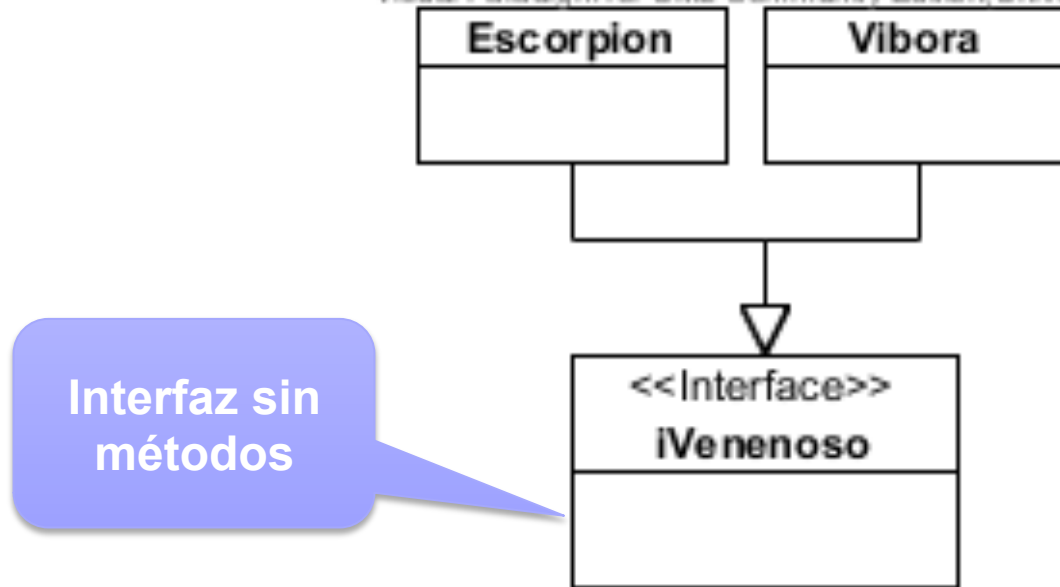 Escorpion
Vibora
Interfaz sin
métodos
<<Interface>>
iVenenoso